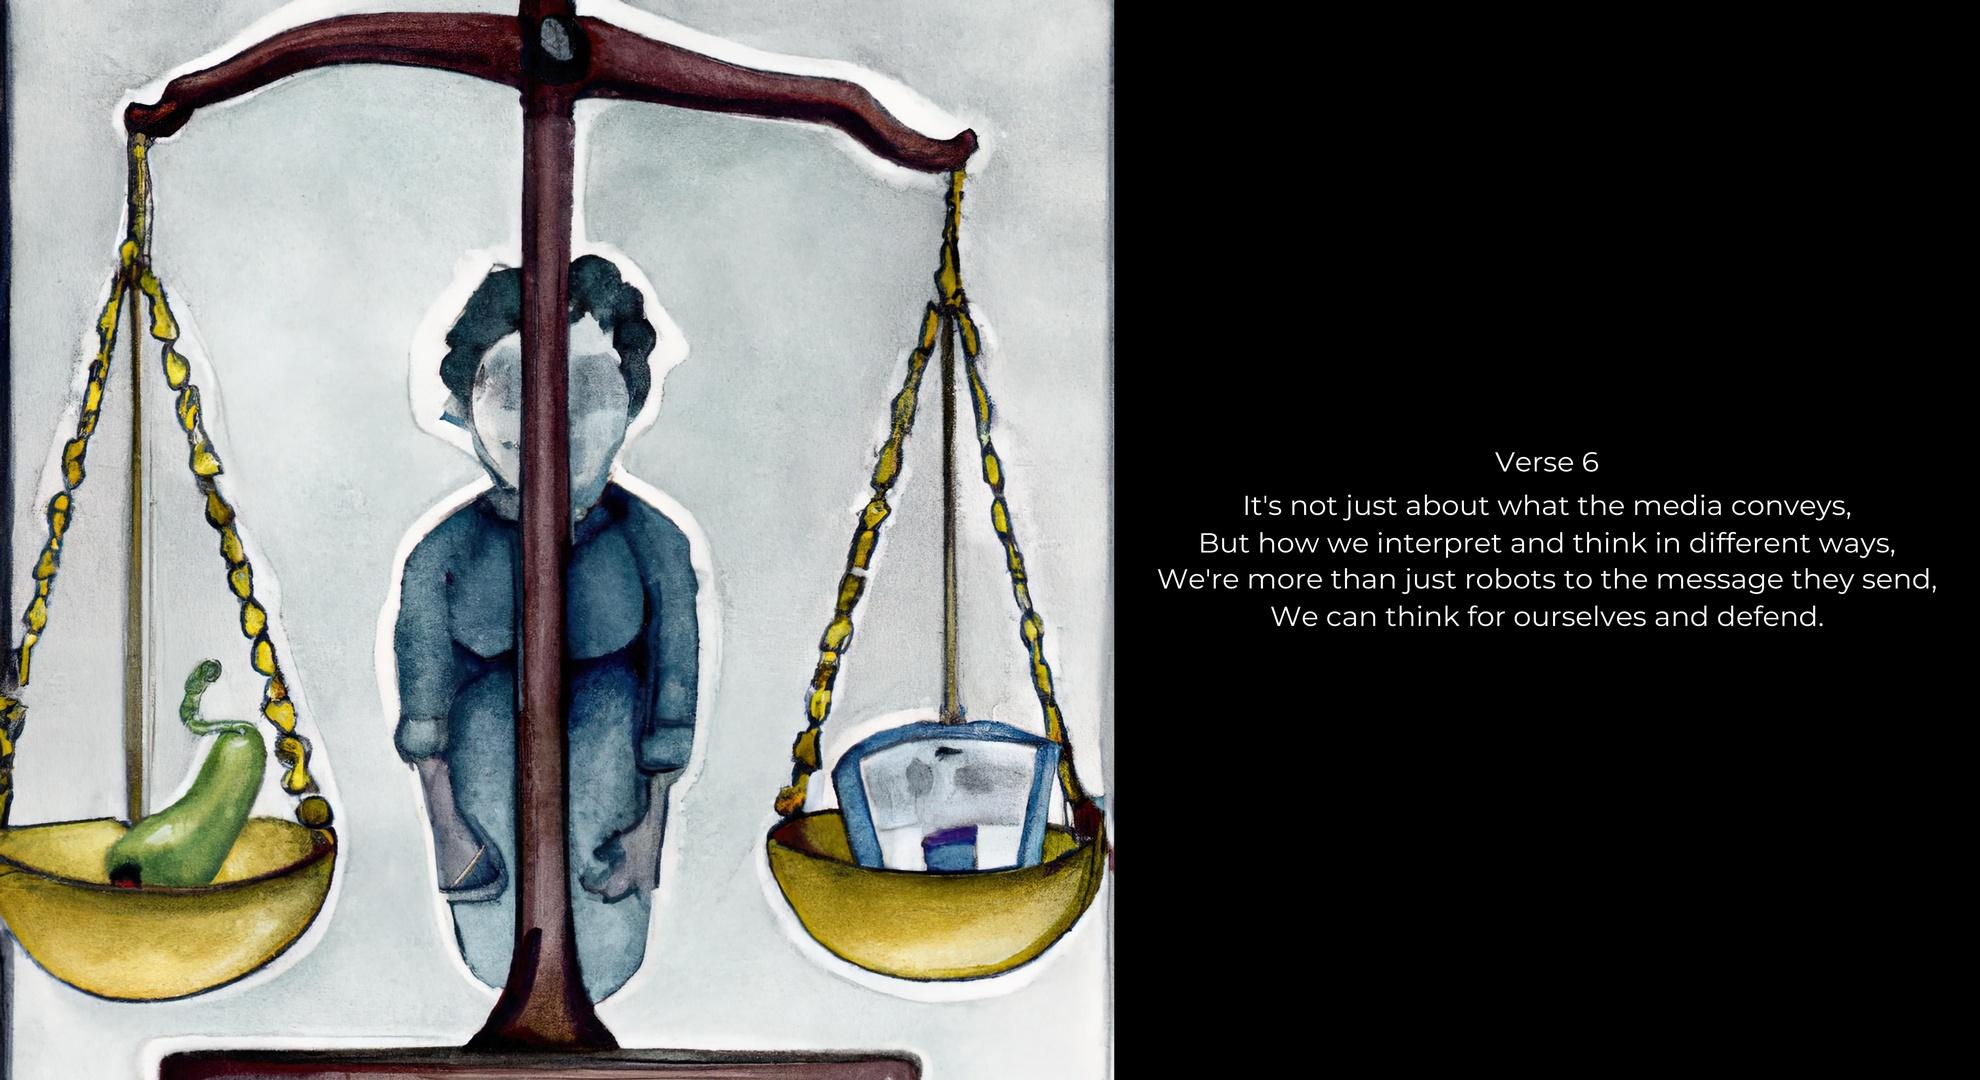 Verse 6
It's not just about what the media conveys,
But how we interpret and think in different ways,
We're more than just robots to the message they send,
We can think for ourselves and defend.